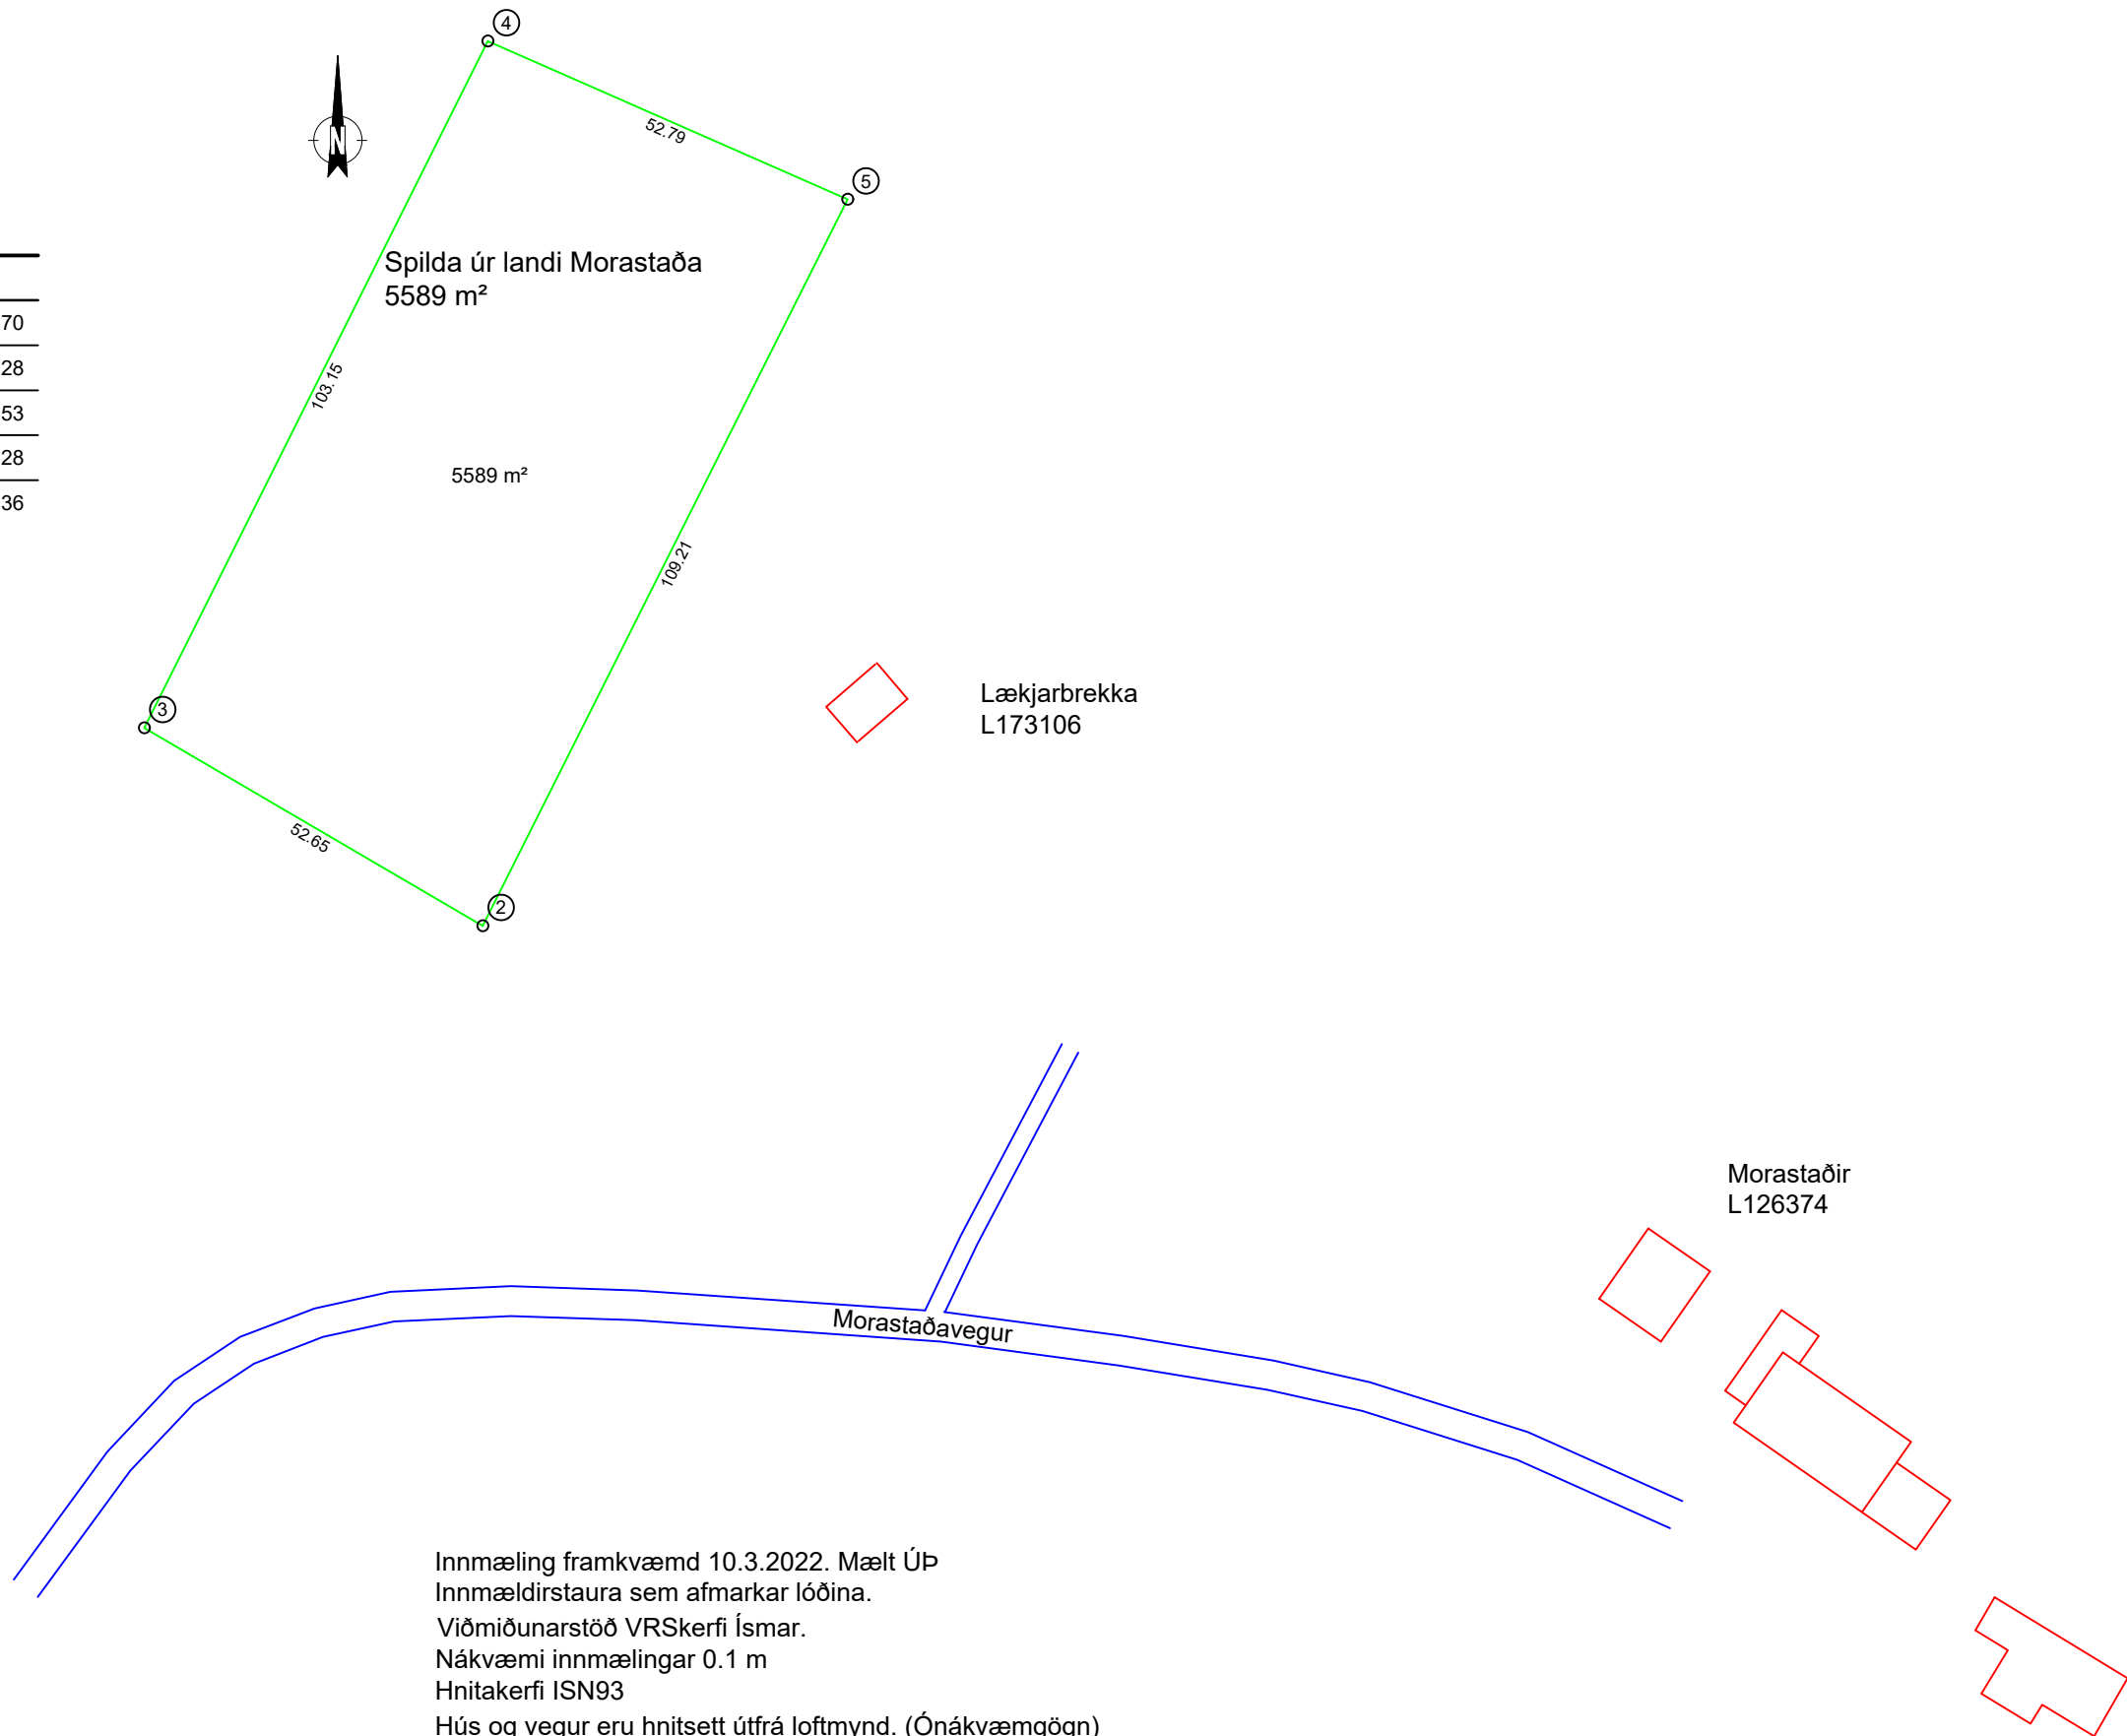 4
52.79
5
N
Spilda úr landi Morastaða
5589 m²
70
28
53
28
36
103.15
5589 m²
109.21
Lækjarbrekka
L173106
3
52.65
2
Morastaðir
L126374
Morastaðavegur
Innmæling framkvæmd 10.3.2022. Mælt ÚÞ
Innmældirstaura sem afmarkar lóðina.
Viðmiðunarstöð VRSkerfi Ísmar.
Nákvæmi innmælingar 0.1 m
Hnitakerfi ISN93
Hús og vegur eru hnitsett útfrá loftmynd. (Ónákvæmgögn)